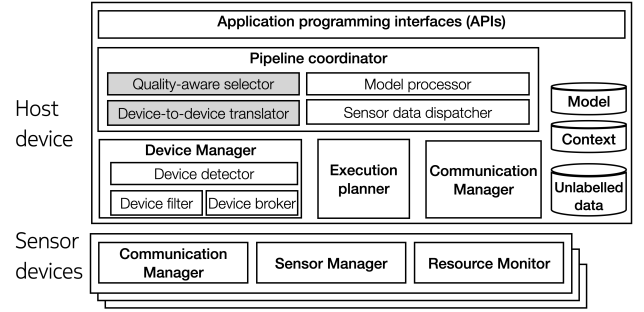 Application programming interfaces (APIs)
Pipeline coordinator
Quality-aware selector
Model processor
Device-to-device translator
Sensor data dispatcher
Host
device
Model
Context
Unlabelled
data
Device Manager
Device detector
Device filter
Device broker
Execution
planner
Communication
Manager
Sensor
devices
Communication
Manager
Sensor Manager
Resource Monitor